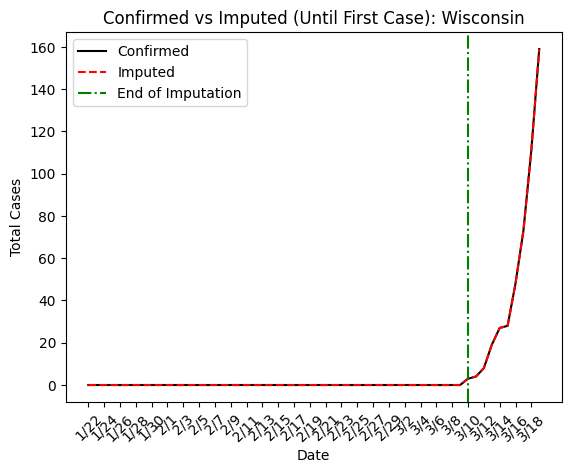 Confirmed vs Imputed (Until First Case): Wisconsin
Confirmed
Imputed
End of Imputation
Total Cases
160
140
120
100
80
60
40
20
0
1/22 1/24 1/26 1/28 1/30 2/1 2/3 2/5 2/7 2/9 2/11 2/13 2/15 2/17 2/19 2/21 2/23 2/25 2/27 2/29 3/2 3/4 3/6 3/8 3/10 3/12 3/14 3/16 3/18
Date